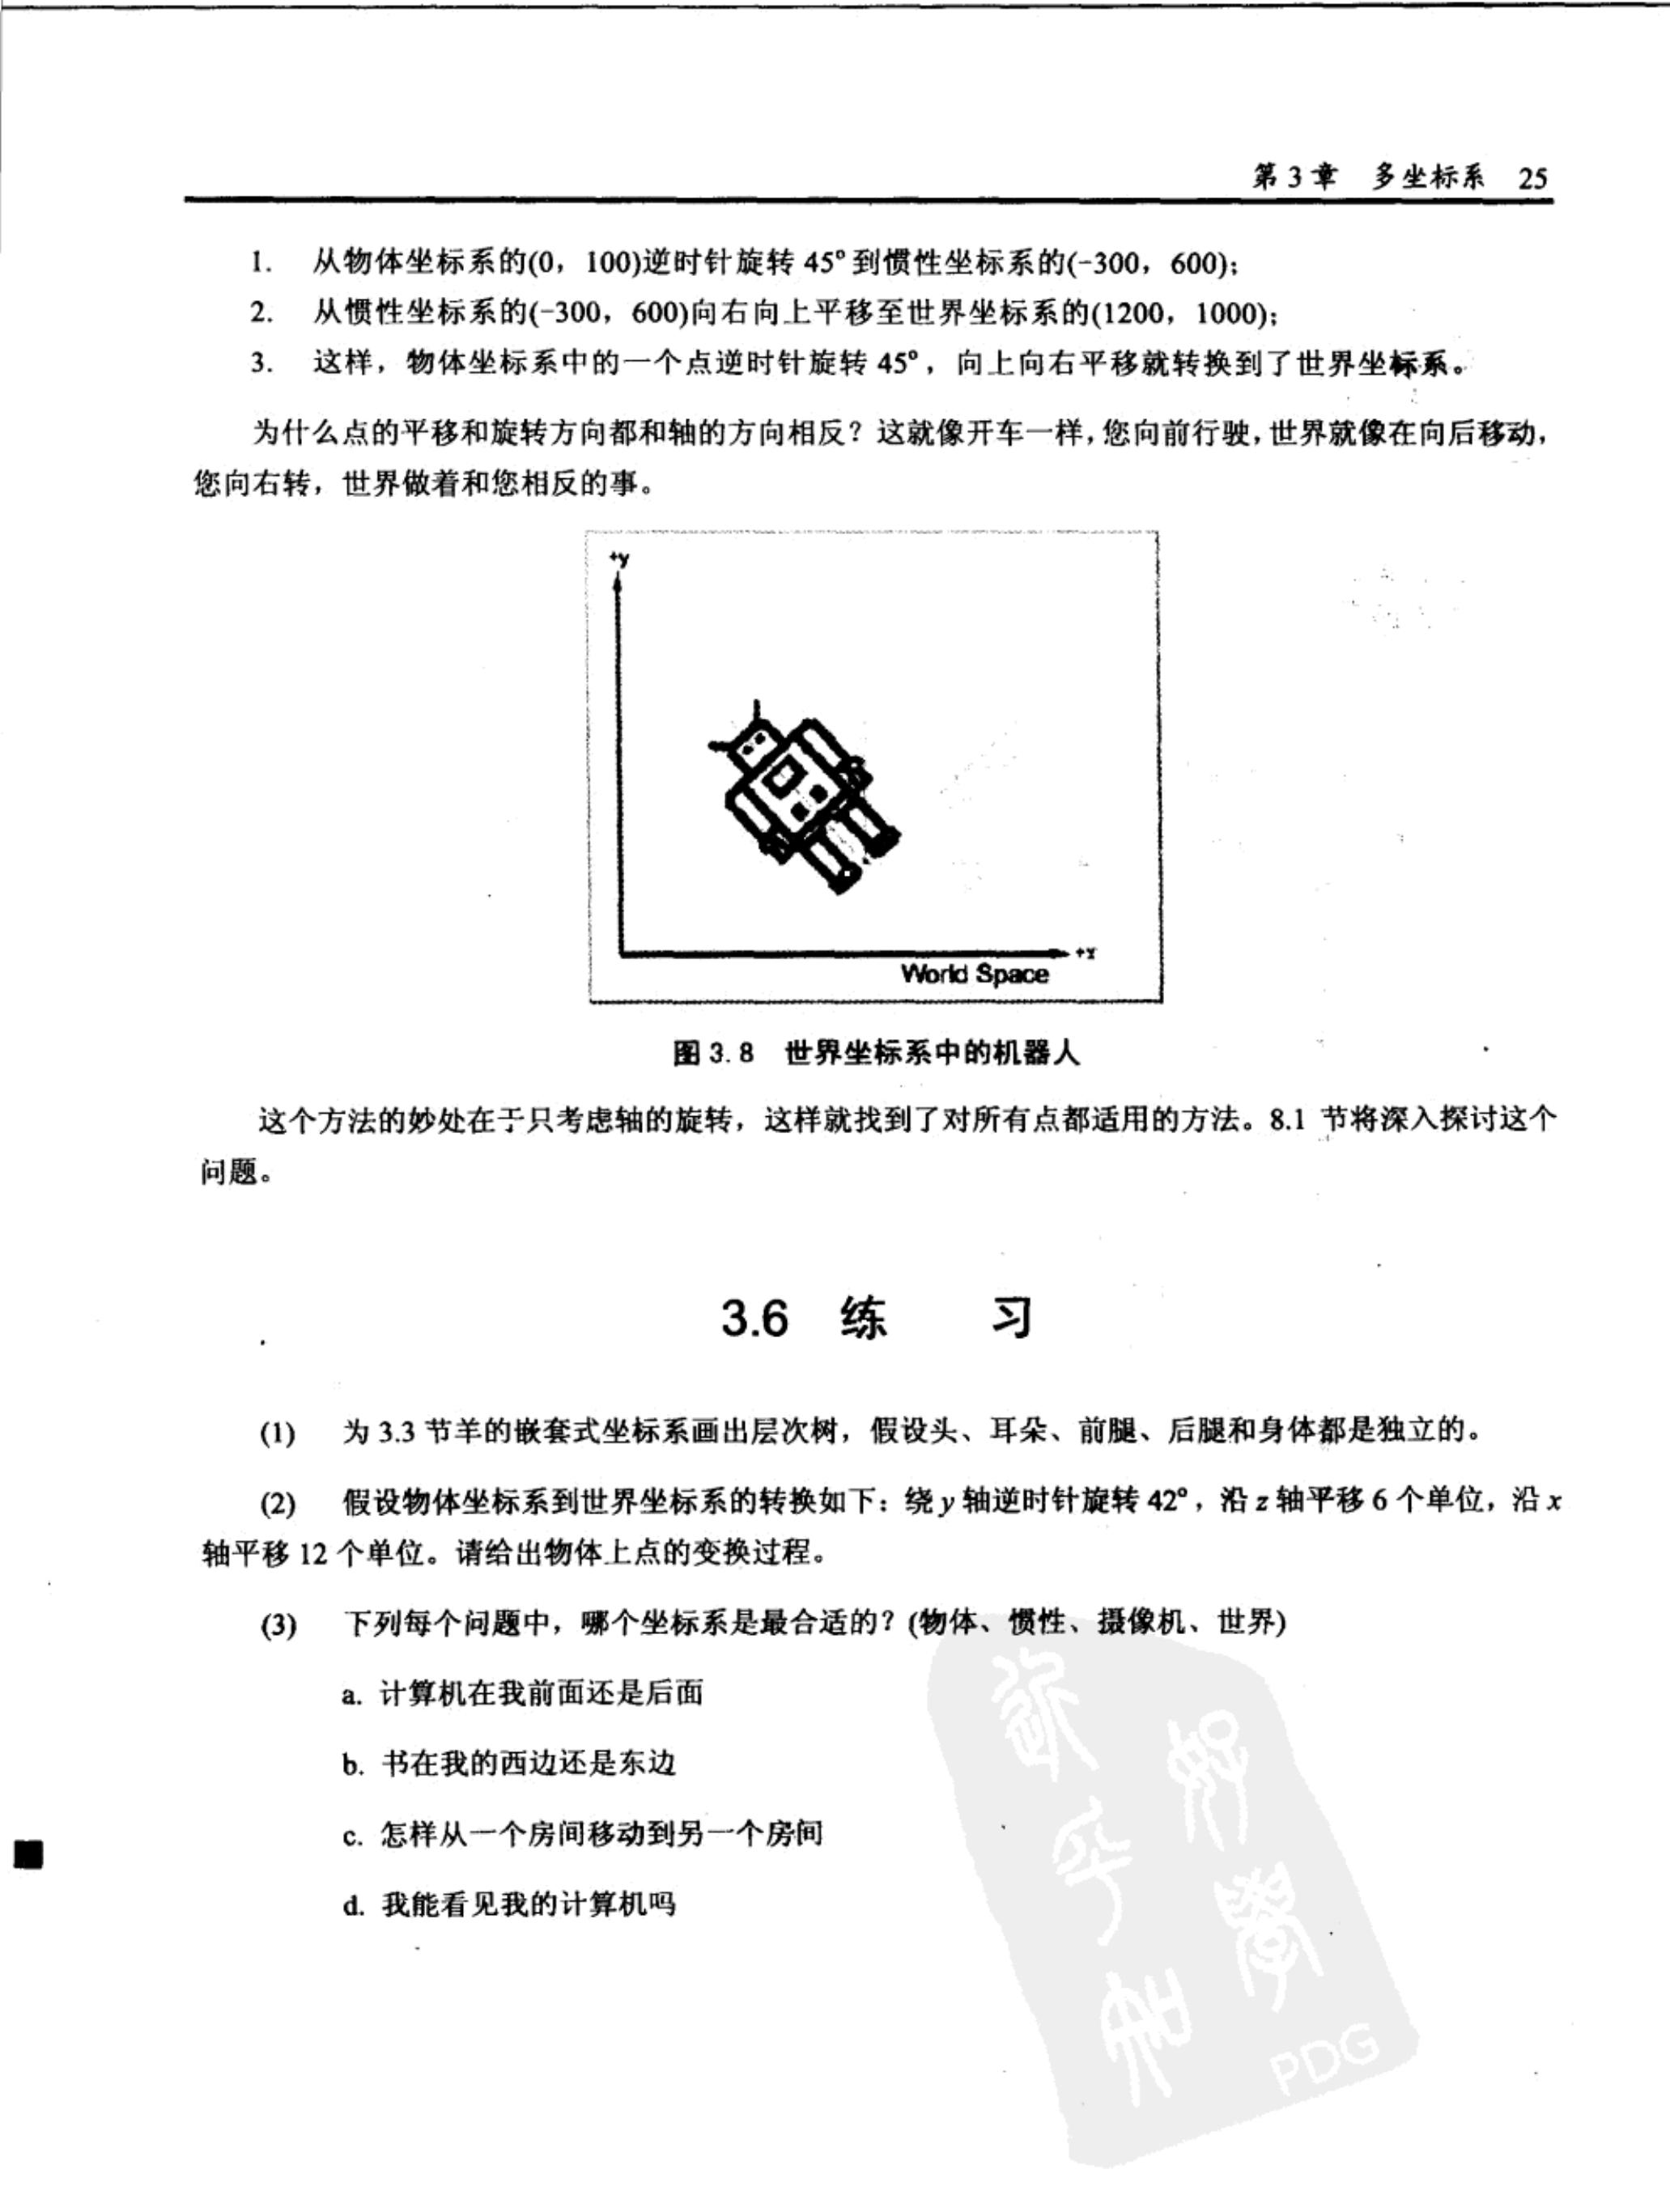 第 3 章　多坐标系　25
1.　从物体坐标系的(0，100)逆时针旋转 45° 到惯性坐标系的(-300，600)；
2.　从惯性坐标系的(-300，600)向右向上平移至世界坐标系的(1200，1000)；
3.　这样，物体坐标系中的一个点逆时针旋转 45°，向上向右平移就转换到了世界坐标系。
为什么点的平移和旋转方向都和轴的方向相反？这就像开车一样，您向前行驶，世界就像在向后移动，
您向右转，世界做着和您相反的事。
+y
+x
World Space
图 3.8　世界坐标系中的机器人
这个方法的妙处在于只考虑轴的旋转，这样就找到了对所有点都适用的方法。8.1 节将深入探讨这个
问题。
3.6　练　　习
(1)　为 3.3 节羊的嵌套式坐标系画出层次树，假设头、耳朵、前腿、后腿和身体都是独立的。
(2)　假设物体坐标系到世界坐标系的转换如下：绕 y 轴逆时针旋转 42°，沿 z 轴平移 6 个单位，沿 x
轴平移 12 个单位。请给出物体上点的变换过程。
(3)　下列每个问题中，哪个坐标系是最合适的？(物体、惯性、摄像机、世界)
a. 计算机在我前面还是后面
b. 书在我的西边还是东边
c. 怎样从一个房间移动到另一个房间
d. 我能看见我的计算机吗
PDG